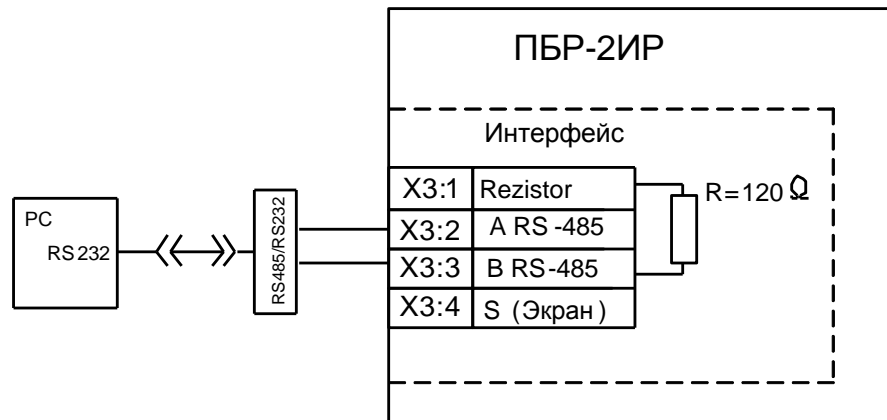 ПБР-2ИР
Интерфейс
X3:1 Rezistor
R=120 Ω
X3:2 A RS -485
X3:3 B RS-485
X3:4 S (Экран)
PC
RS232
RS485/RS232